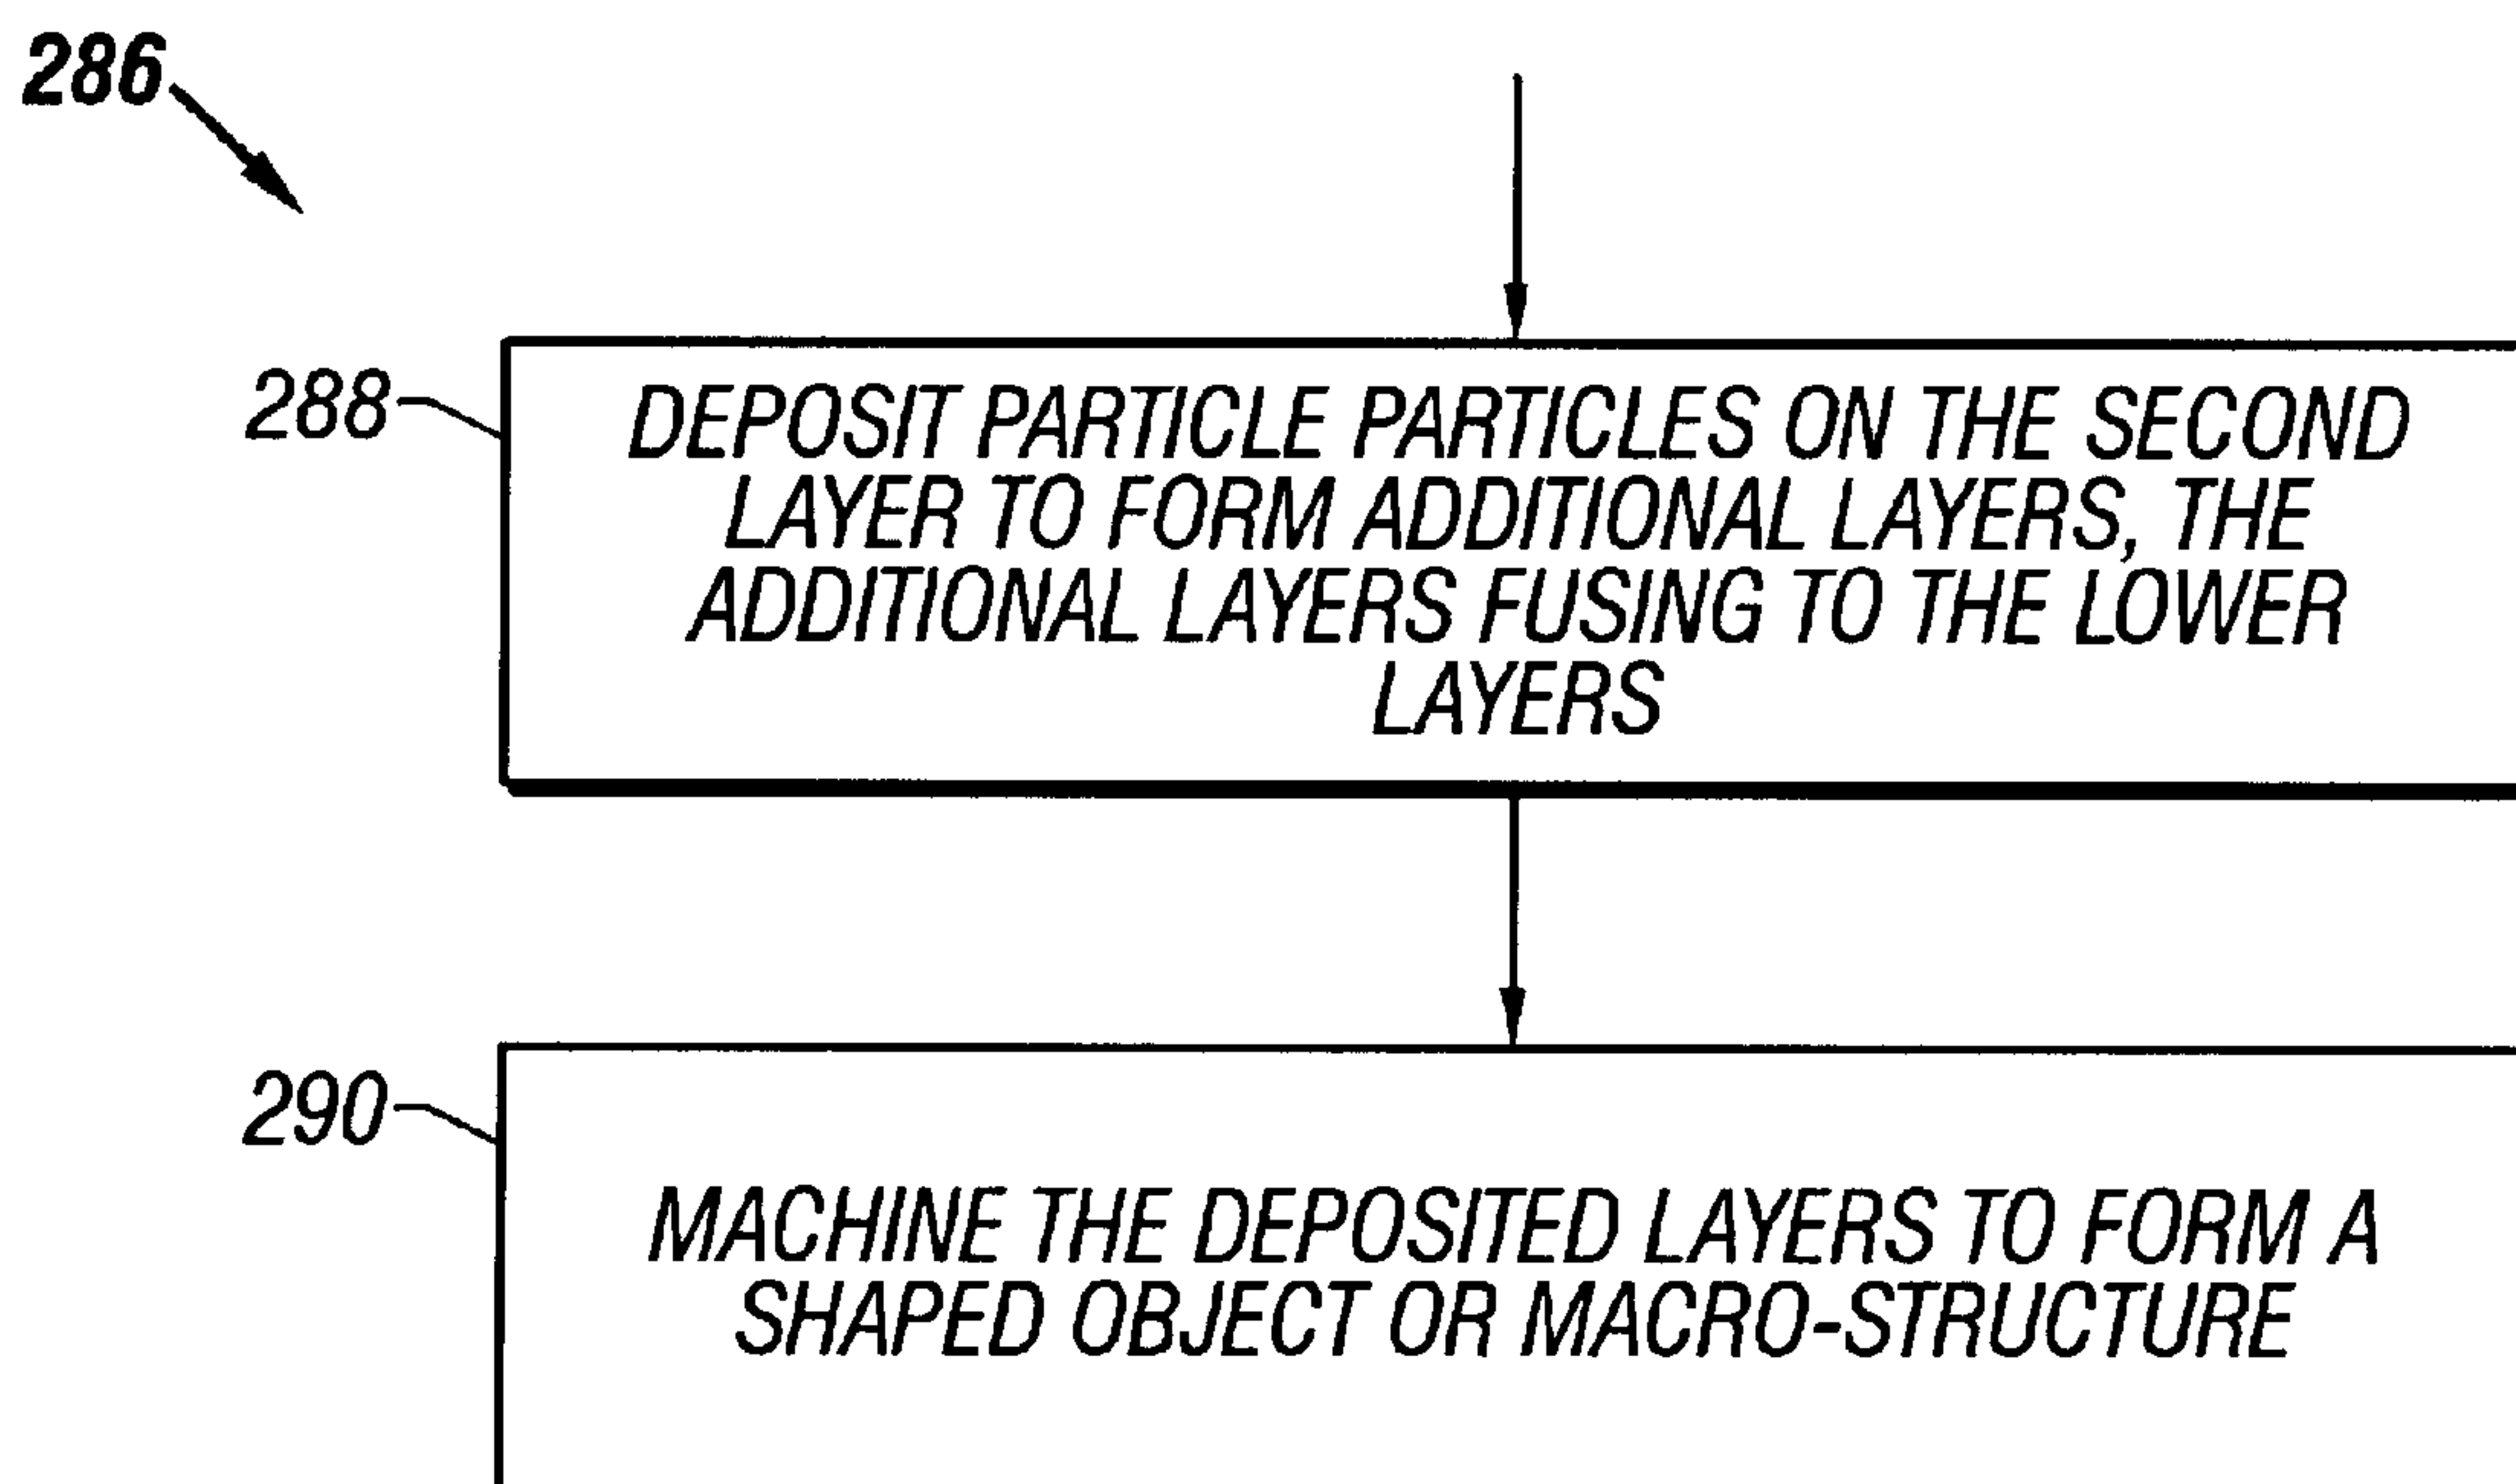 286
288
DEPOSIT PARTICLE PARTICLES ON THE SECOND
LAYER TO FORM ADDITIONAL LAYERS, THE
ADDITIONAL LAYERS FUSING TO THE LOWER
LAYERS
290
MACHINE THE DEPOSITED LAYERS TO FORM A
SHAPED OBJECT OR MACRO-STRUCTURE